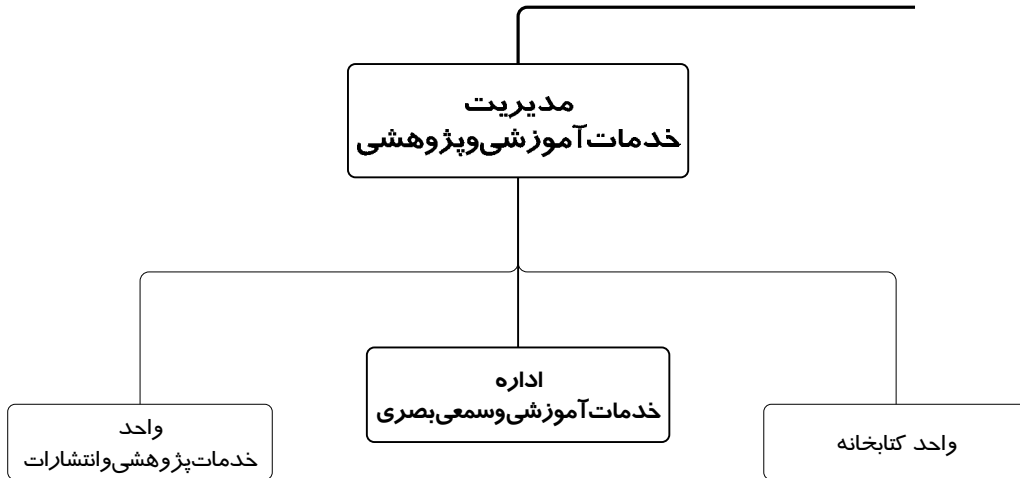 مدیریت
خدمات‌آموزشی‌وپژوهشی
اداره
خدمات‌آموزشی‌وسمعی‌بصری
واحد کتابخانه
واحد
خدمات‌پژوهشی‌وانتشارات